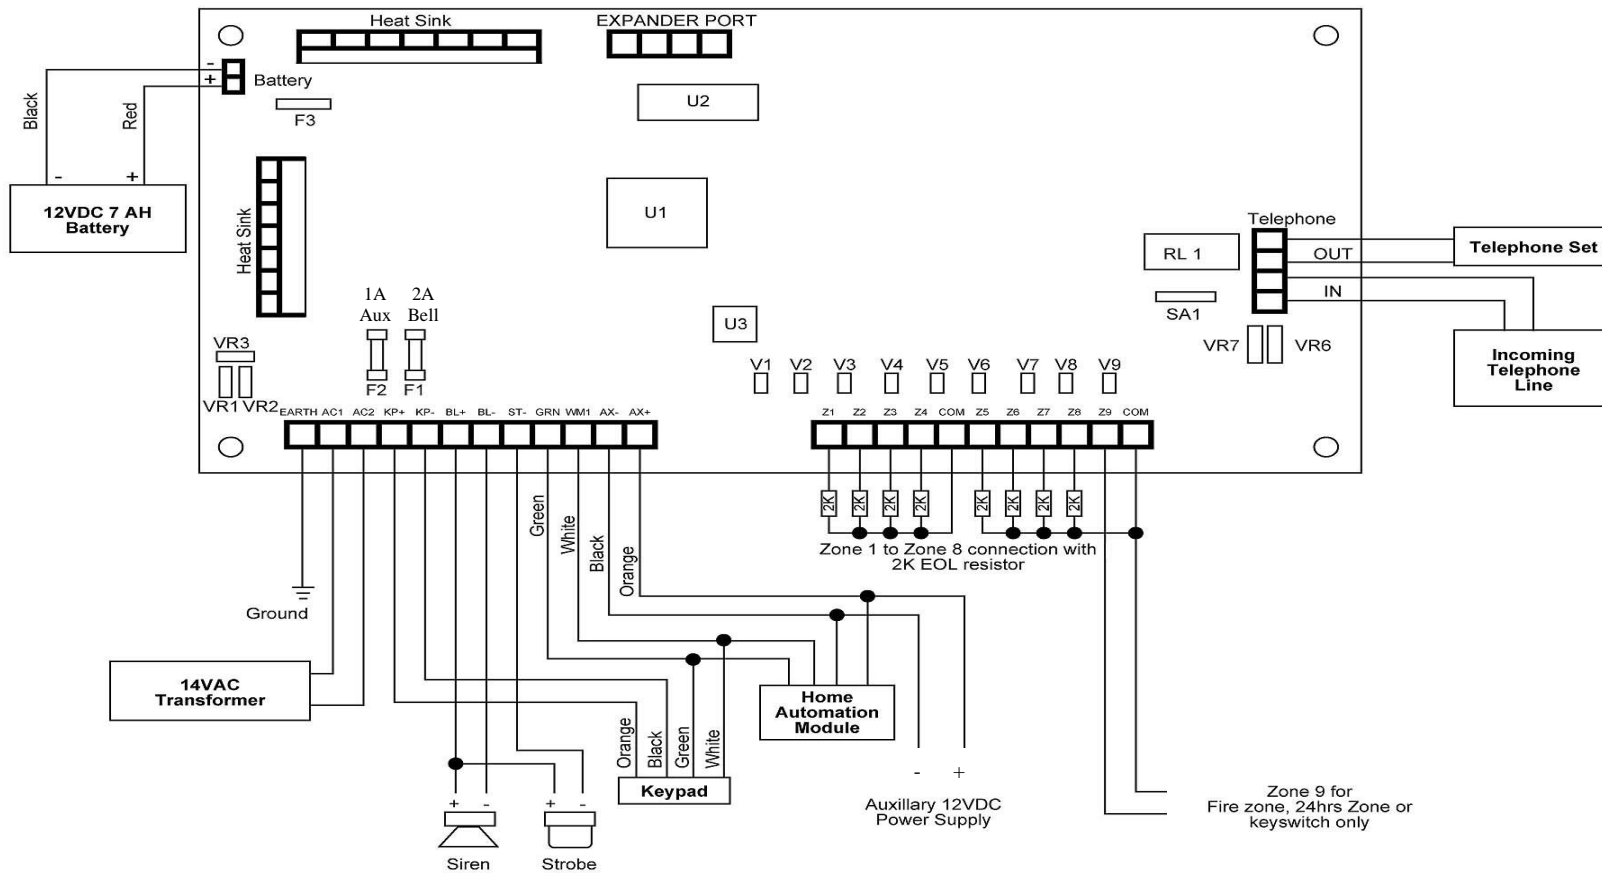 Heat Sink
EXPANDER PORT
-
+
Battery
Black
Red
F3
U2
-
+
12VDC 7 AH
Battery
Heat Sink
U1
Telephone
RL 1
OUT
IN
Telephone Set
SA1
1A
Aux
2A
Bell
U3
VR7
VR6
Incoming
Telephone
Line
VR3
F2
F1
V1
V2
V3
V4
V5
V6
V7
V8
V9
VR1
VR2
EARTH
AC1
AC2
KP+
KP-
BL+
BL-
ST-
GRN
WM1
AX-
AX+
Z1
Z2
Z3
Z4
COM
Z5
Z6
Z7
Z8
Z9
COM
2K
2K
2K
2K
2K
2K
2K
2K
Green
White
Black
Orange
Zone 1 to Zone 8 connection with
2K EOL resistor
Ground
14VAC
Transformer
Home
Automation
Module
Orange
Black
Green
White
Keypad
-
+
Auxillary 12VDC
Power Supply
Zone 9 for
Fire zone, 24hrs Zone or
keyswitch only
+
-
+
-
Siren
Strobe